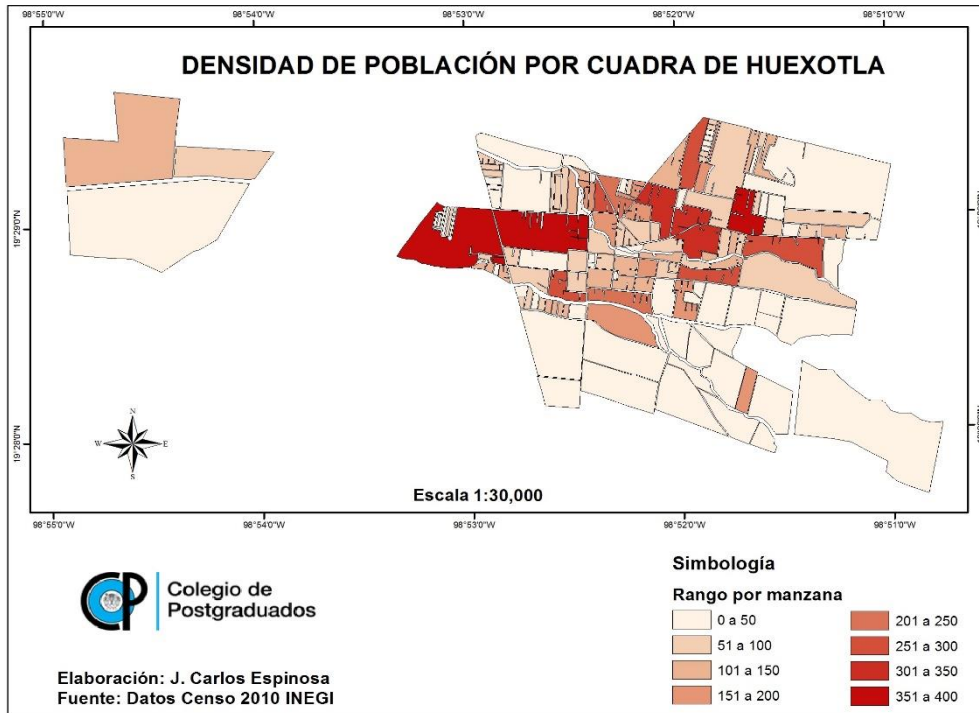 98°55'0"W 98°54'0"W 98°53'0"W 98°52'0"W 98°51'0"W
DENSIDAD DE POBLACIÓN POR CUADRA DE HUEXOTLA
19°29'0"N
N
W E
S
19°28'0"N
Escala 1:30,000
98°55'0"W 98°54'0"W 98°53'0"W 98°52'0"W 98°51'0"W
CP
Colegio de
Postgraduados
Elaboración: J. Carlos Espinosa
Fuente: Datos Censo 2010 INEGI
Simbología
Rango por manzana
0 a 50
51 a 100
101 a 150
151 a 200
201 a 250
251 a 300
301 a 350
351 a 400